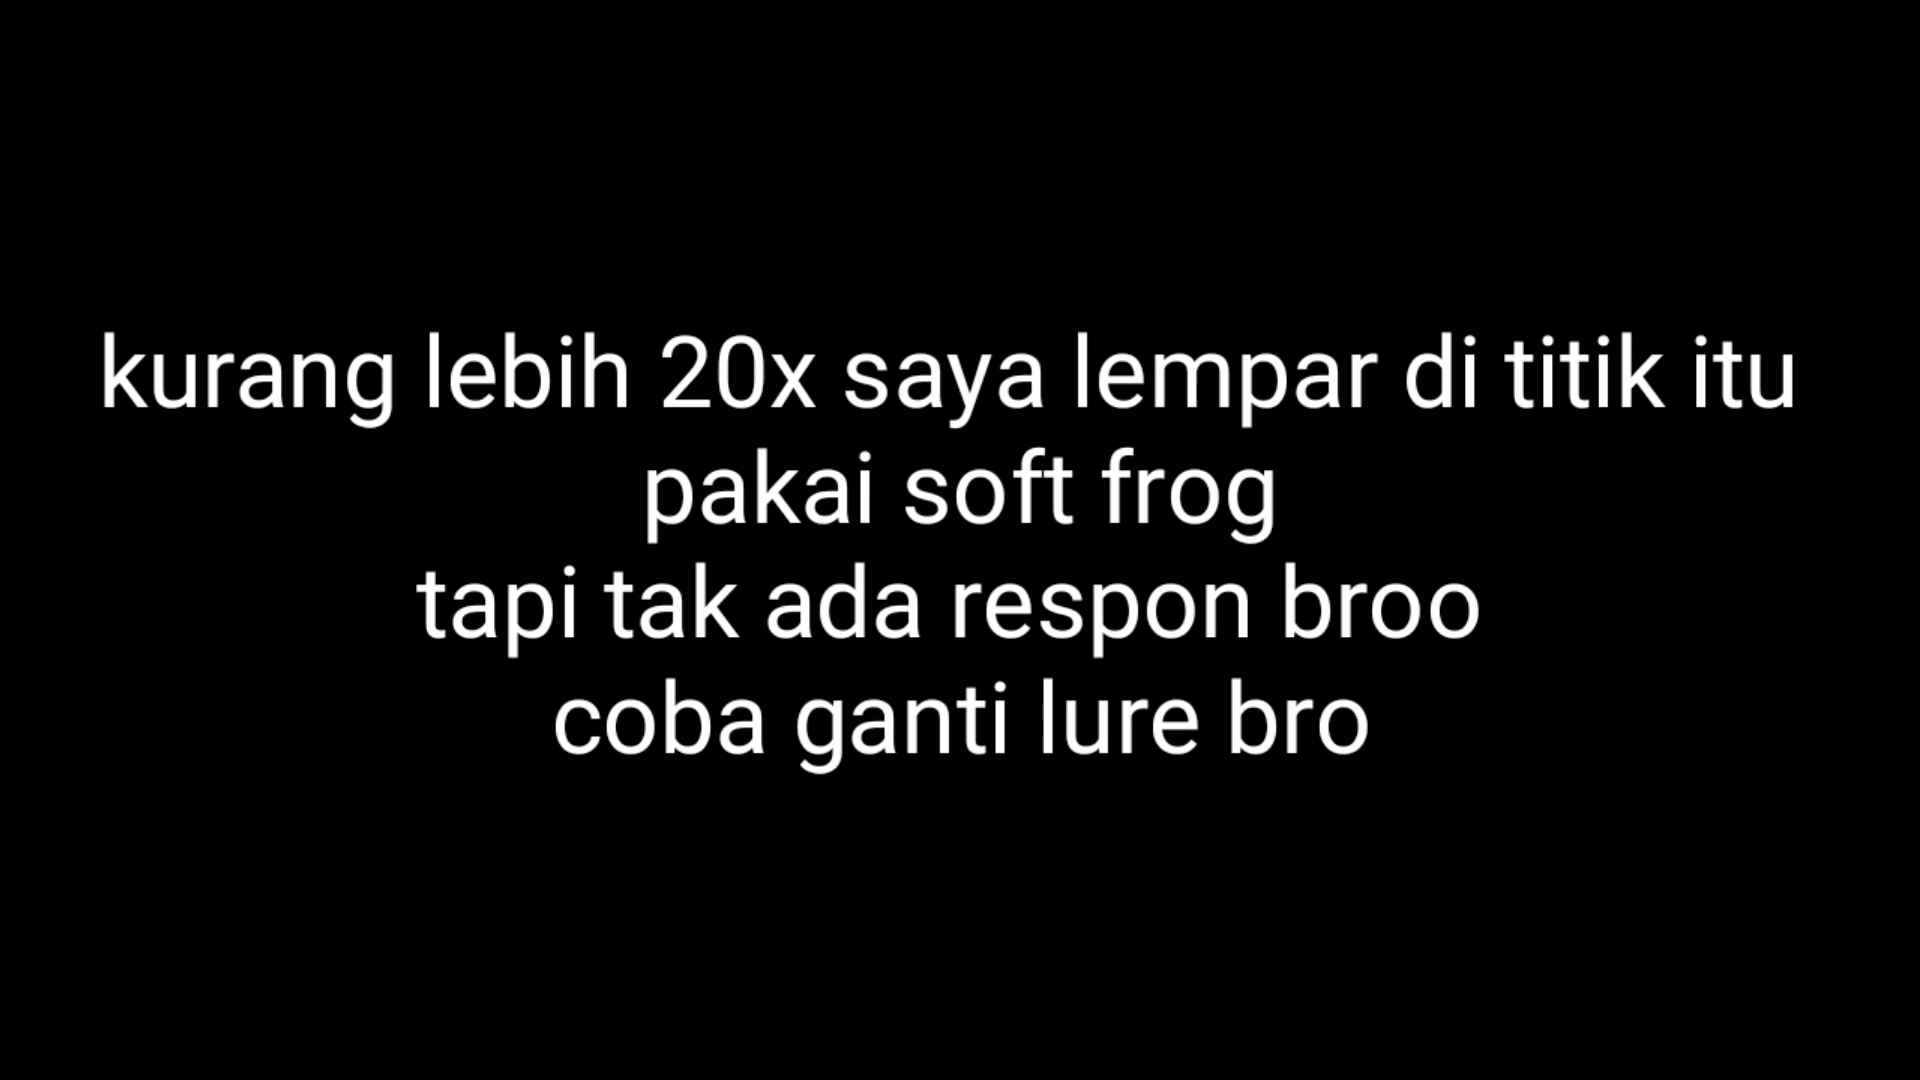 kurang lebih 20x saya lempar di titik itu
pakai soft frog
tapi tak ada respon broo
coba ganti lure bro